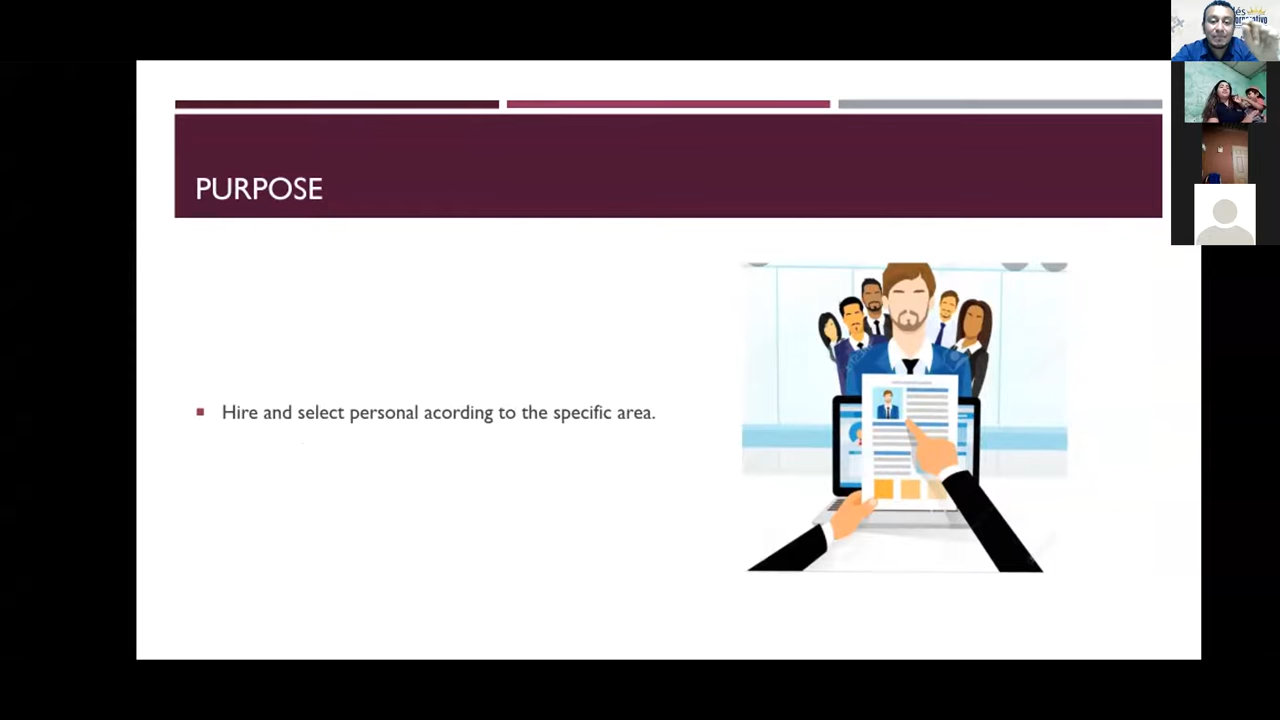 PURPOSE
Hire and select personal acording to the specific area.